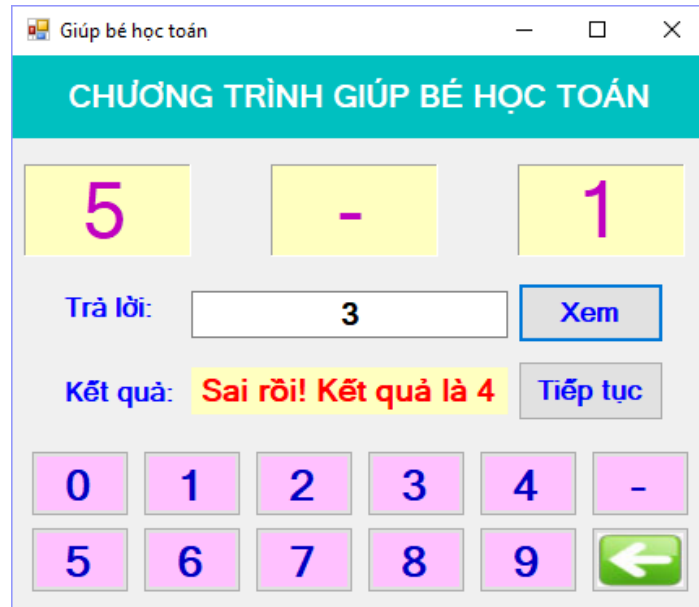 Giúp bé học toán
CHƯƠNG TRÌNH GIÚP BÉ HỌC TOÁN
5 - 1
Trả lời: 3 Xem
Kết quả: Sai rồi! Kết quả là 4 Tiếp tục
0 1 2 3 4 -
5 6 7 8 9